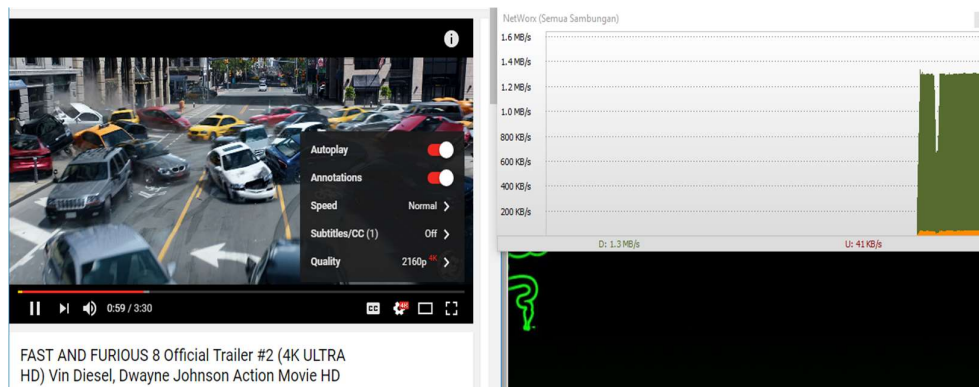 Autoplay
Annotations
Speed Normal
Subtitles/CC (1) Off
Quality 2160p 4K
0:59 / 3:30
CC
4K
FAST AND FURIOUS 8 Official Trailer #2 (4K ULTRA
HD) Vin Diesel, Dwayne Johnson Action Movie HD
NetWorx (Semua Sambungan)
1.6 MB/s
1.4 MB/s
1.2 MB/s
1.0 MB/s
800 KB/s
600 KB/s
400 KB/s
200 KB/s
D: 1.3 MB/s U: 41 KB/s